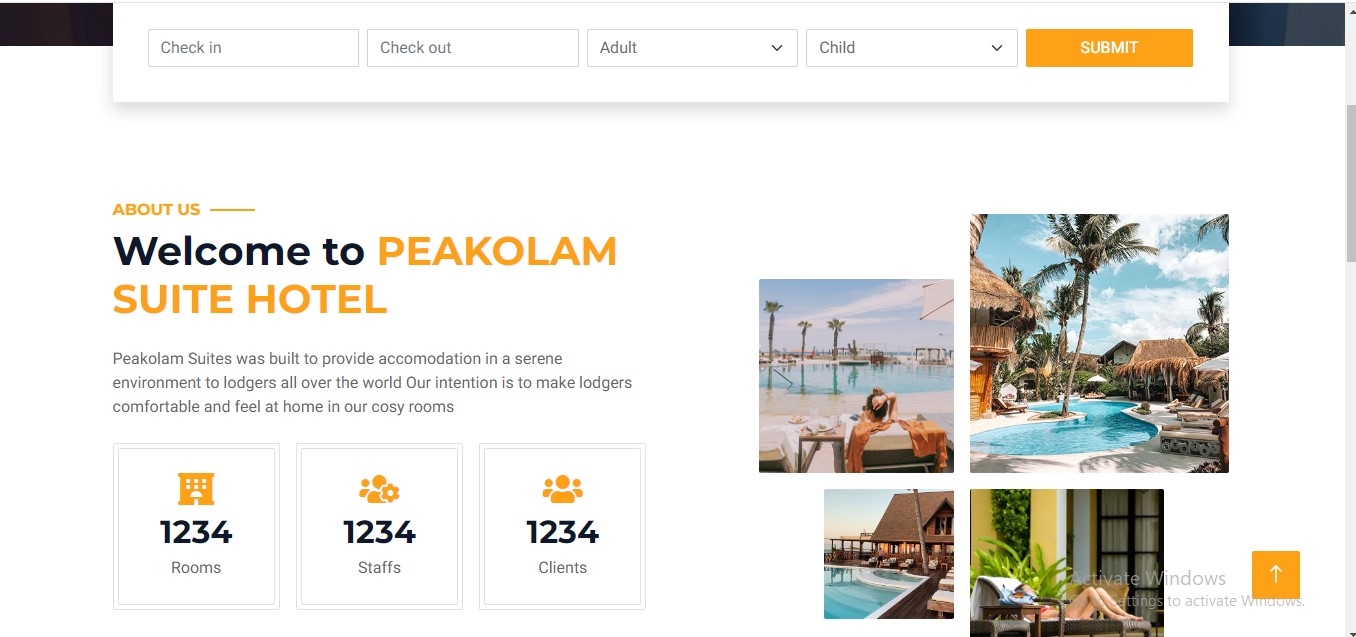 Check in
Check out
Adult
Child
SUBMIT
ABOUT US
Welcome to PEAKOLAM
SUITE HOTEL
Peakolam Suites was built to provide accomodation in a serene
environment to lodgers all over the world Our intention is to make lodgers
comfortable and feel at home in our cosy rooms
1234
Rooms
1234
Staffs
1234
Clients
Activate Windows
settings to activate Windows.